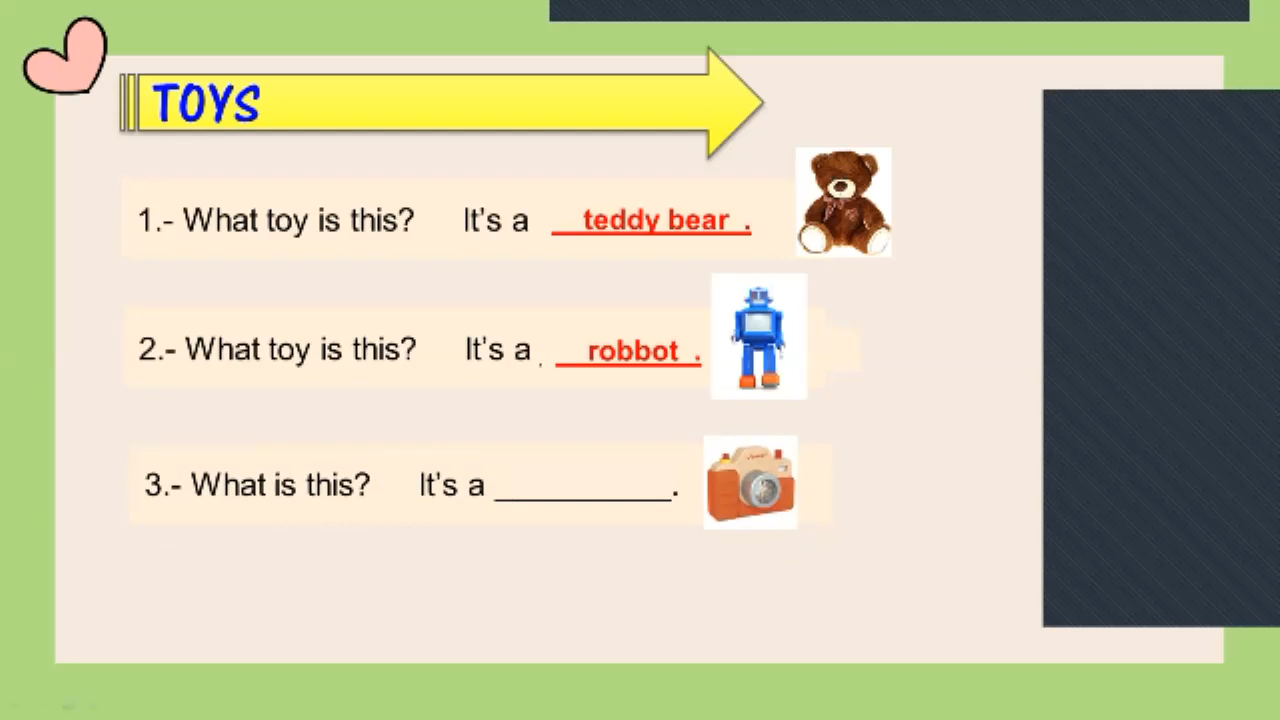 TOYS
1.- What toy is this? It's a teddy bear .
2.- What toy is this? It's a . robbot .
3.- What is this? It's a ___________.